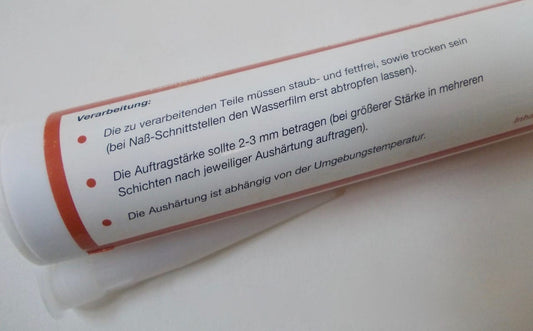 Verarbeitung:
• Die zu verarbeitenden Teile müssen staub- und fettfrei, sowie trocken sein
(bei Naß-Schnittstellen den Wasserfilm erst abtropfen lassen).
• Die Auftragstärke sollte 2-3 mm betragen (bei größerer Stärke in mehreren
Schichten nach jeweiliger Aushärtung auftragen).
• Die Aushärtung ist abhängig von der Umgebungstemperatur.